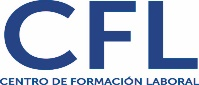 CFL
CENTRO DE FORMACIÓN LABORAL